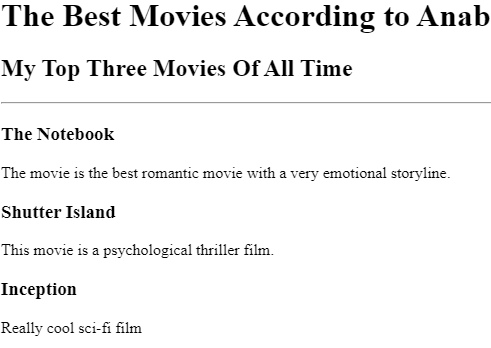 The Best Movies According to Anab
My Top Three Movies Of All Time
The Notebook
The movie is the best romantic movie with a very emotional storyline.
Shutter Island
This movie is a psychological thriller film.
Inception
Really cool sci-fi film